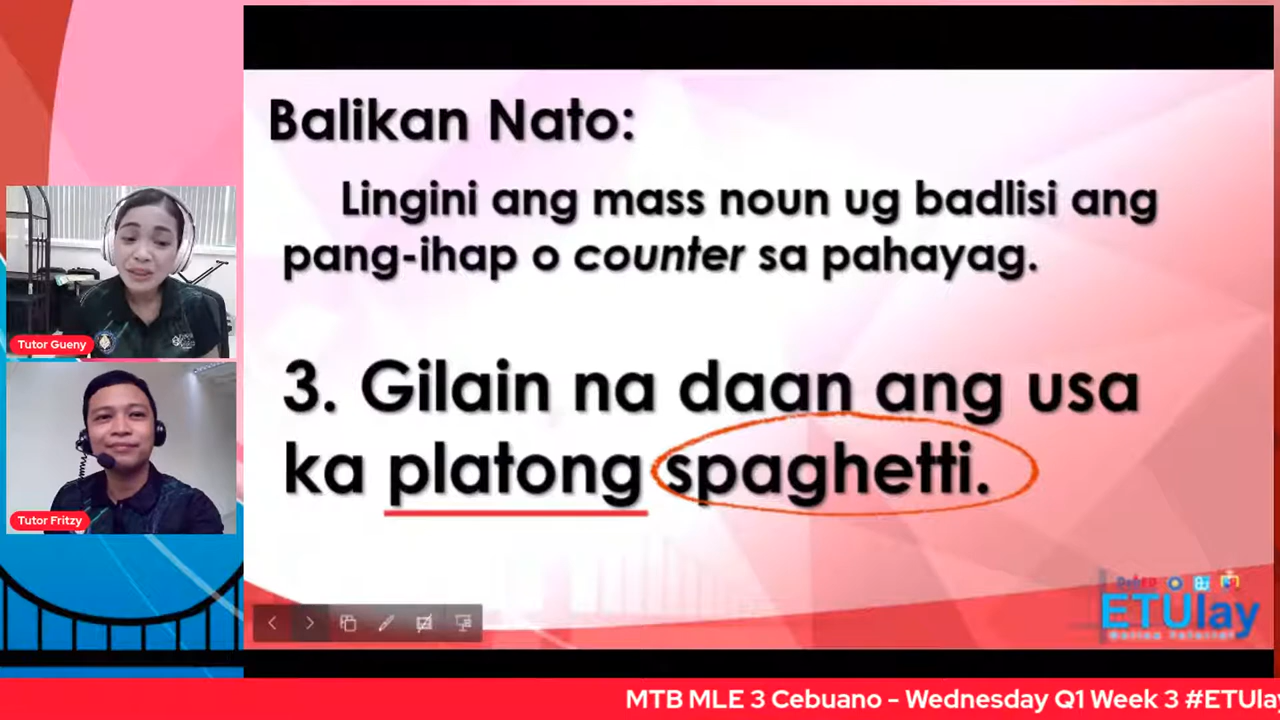 Balikan Nato:
Lingini ang mass noun ug badlisi ang
pang-ihap o counter sa pahayag.
3. Gilain na daan ang usa
ka platong spaghetti.
Tutor Gueny
Tutor Fritzy
DepED
ETUlay
MTB MLE 3 Cebuano - Wednesday Q1 Week 3 #ETUlay